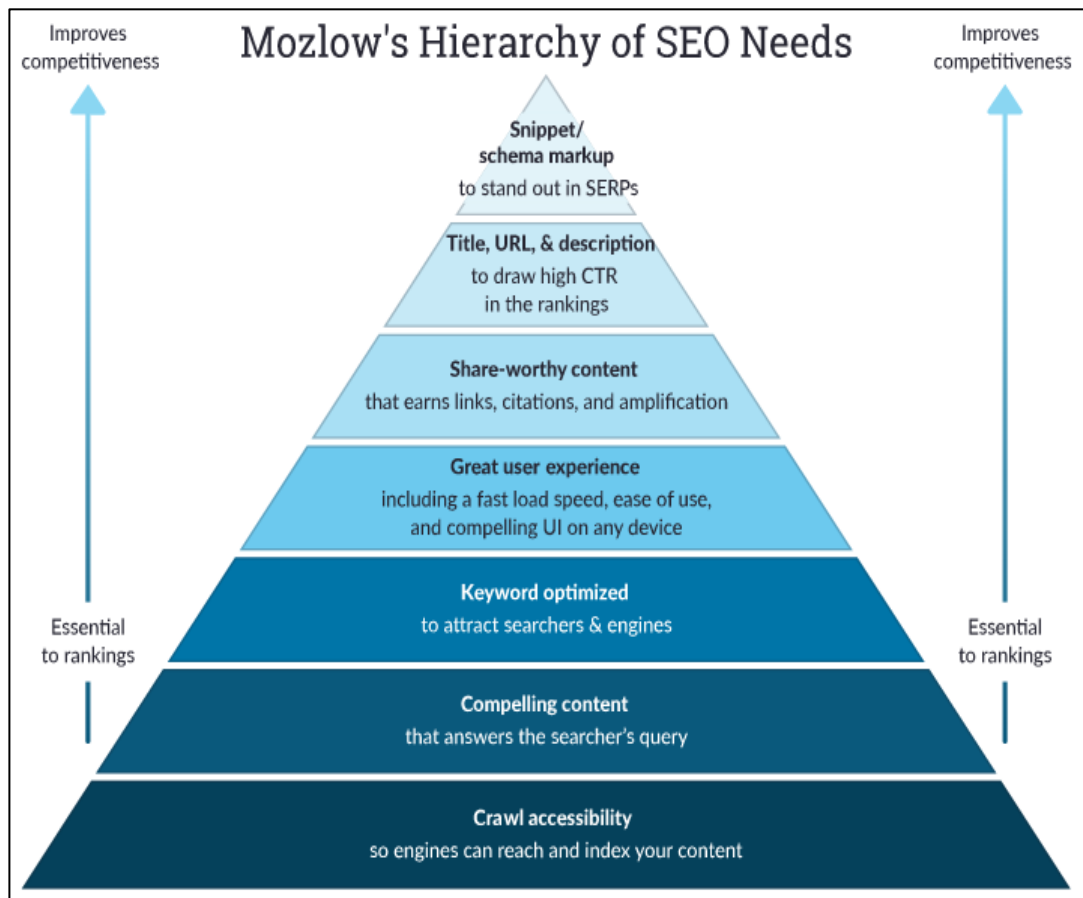 Mozlow's Hierarchy of SEO Needs
Improves
competitiveness
Improves
competitiveness
Snippet/
schema markup
to stand out in SERPs
Title, URL, & description
to draw high CTR
in the rankings
Share-worthy content
that earns links, citations, and amplification
Great user experience
including a fast load speed, ease of use,
and compelling UI on any device
Keyword optimized
to attract searchers & engines
Essential
to rankings
Essential
to rankings
Compelling content
that answers the searcher's query
Crawl accessibility
so engines can reach and index your content